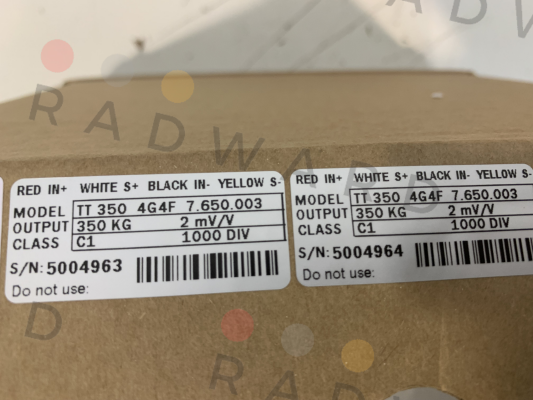 RADWARD
RED IN+ WHITE S+ BLACK IN- YELLOW S-
MODEL TT 350 4G4F 7.650.003
OUTPUT 350 KG 2 mV/V
CLASS C1 1000 DIV
S/N: 5004963
Do not use:
RED IN+ WHITE S+ BLACK IN- YELLOW S-
MODEL TT 350 4G4F 7.650.003
OUTPUT 350 KG 2 mV/V
CLASS C1 1000 DIV
S/N: 5004964
Do not use:
D
RADW